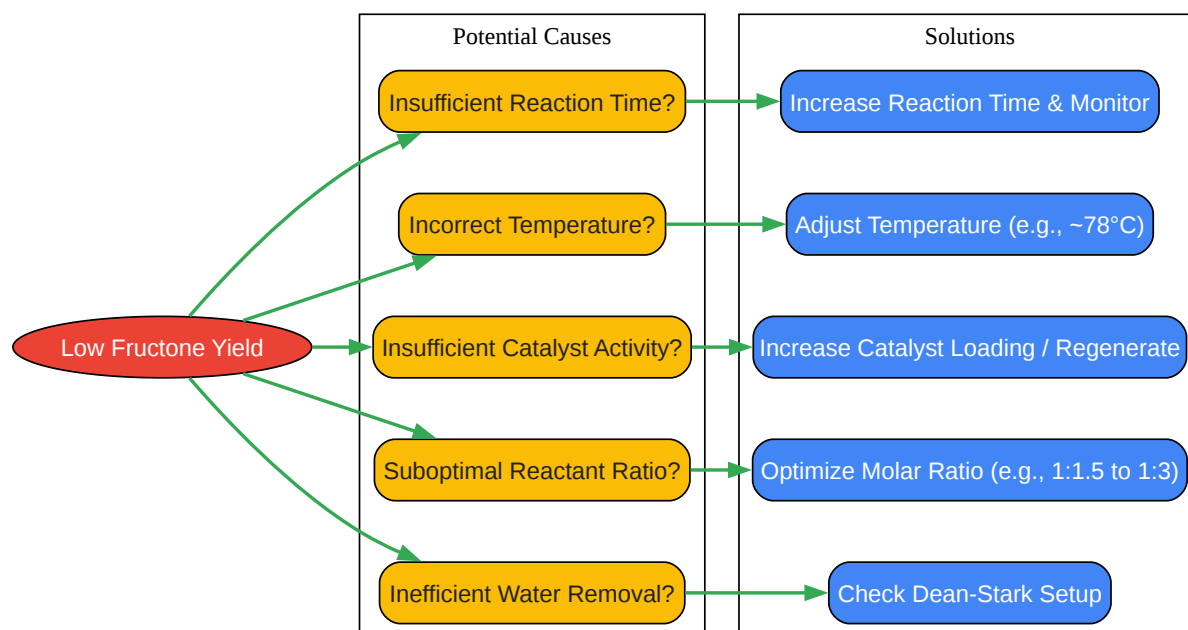 Potential Causes
Solutions
Insufficient Reaction Time?
Increase Reaction Time & Monitor
Incorrect Temperature?
Adjust Temperature (e.g., ~78°C)
Low Fructone Yield
Insufficient Catalyst Activity?
Increase Catalyst Loading / Regenerate
Suboptimal Reactant Ratio?
Optimize Molar Ratio (e.g., 1:1.5 to 1:3)
Inefficient Water Removal?
Check Dean-Stark Setup